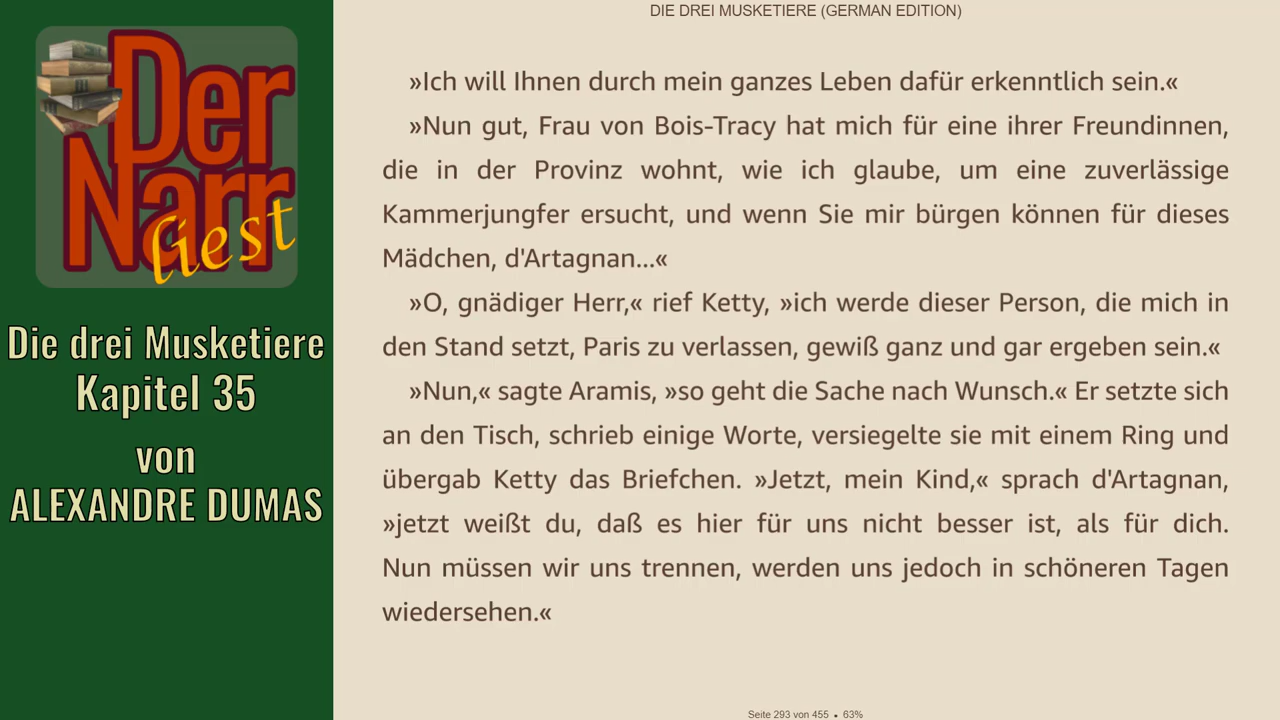 Der
Narr
liest
Die drei Musketiere
Kapitel 35
von
ALEXANDRE DUMAS
DIE DREI MUSKETIERE (GERMAN EDITION)
»Ich will Ihnen durch mein ganzes Leben dafür erkenntlich sein.«
»Nun gut, Frau von Bois-Tracy hat mich für eine ihrer Freundinnen,
die in der Provinz wohnt, wie ich glaube, um eine zuverlässige
Kammerjungfer ersucht, und wenn Sie mir bürgen können für dieses
Mädchen, d'Artagnan...«
»O, gnädiger Herr,« rief Ketty, »ich werde dieser Person, die mich in
den Stand setzt, Paris zu verlassen, gewiß ganz und gar ergeben sein.«
»Nun,« sagte Aramis, »so geht die Sache nach Wunsch.« Er setzte sich
an den Tisch, schrieb einige Worte, versiegelte sie mit einem Ring und
übergab Ketty das Briefchen. »Jetzt, mein Kind,« sprach d'Artagnan,
»jetzt weißt du, daß es hier für uns nicht besser ist, als für dich.
Nun müssen wir uns trennen, werden uns jedoch in schöneren Tagen
wiedersehen.«
Seite 293 von 455 • 63%